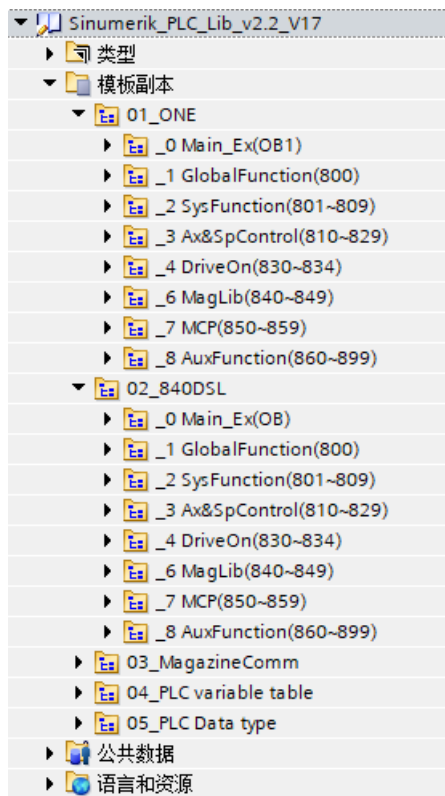 Sinumerik_PLC_Lib_v2.2_V17
类型
模板副本
01_ONE
_0 Main_Ex(OB1)
_1 GlobalFunction(800)
_2 SysFunction(801~809)
_3 Ax&SpControl(810~829)
_4 DriveOn(830~834)
_6 MagLib(840~849)
_7 MCP(850~859)
_8 AuxFunction(860~899)
02_840DSL
_0 Main_Ex(OB)
_1 GlobalFunction(800)
_2 SysFunction(801~809)
_3 Ax&SpControl(810~829)
_4 DriveOn(830~834)
_6 MagLib(840~849)
_7 MCP(850~859)
_8 AuxFunction(860~899)
03_MagazineComm
04_PLC variable table
05_PLC Data type
公共数据
语言和资源